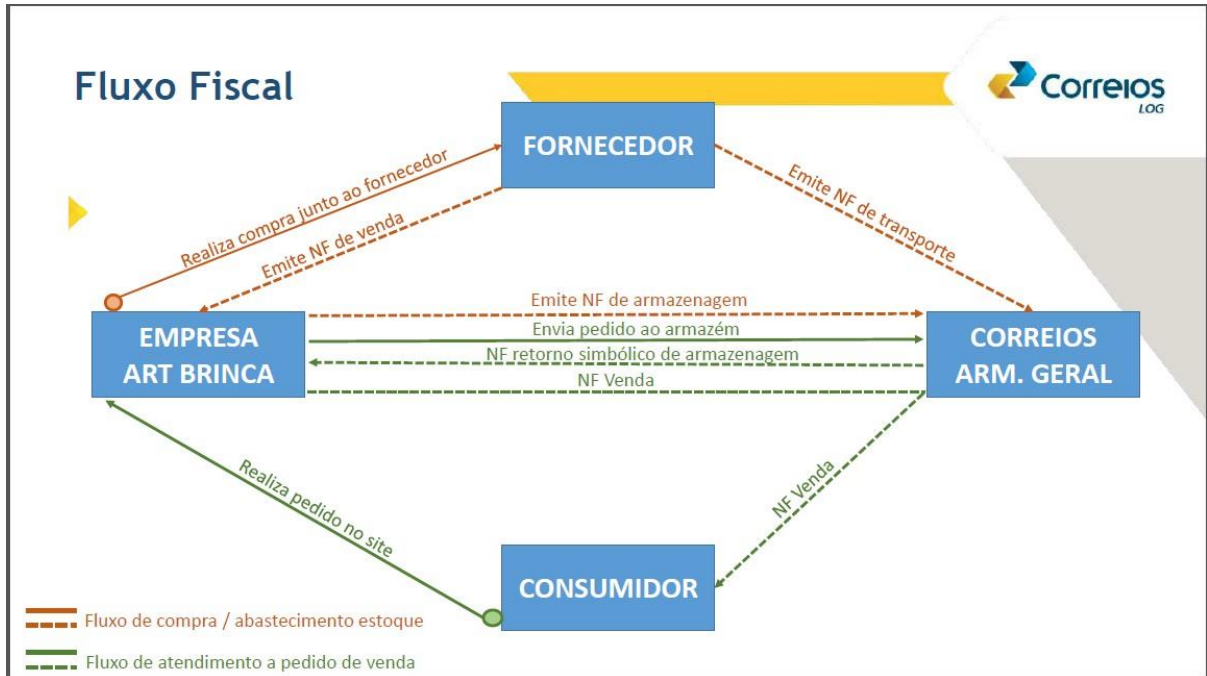 Fluxo Fiscal
Correios
LOG
FORNECEDOR
Realiza compra junto ao fornecedor
Emite NF de venda
Emite NF de transporte
Emite NF de armazenagem
EMPRESA
ART BRINCA
Envia pedido ao armazém
NF retorno simbólico de armazenagem
NF Venda
CORREIOS
ARM. GERAL
Realiza pedido no site
NF Venda
CONSUMIDOR
Fluxo de compra / abastecimento estoque
Fluxo de atendimento a pedido de venda